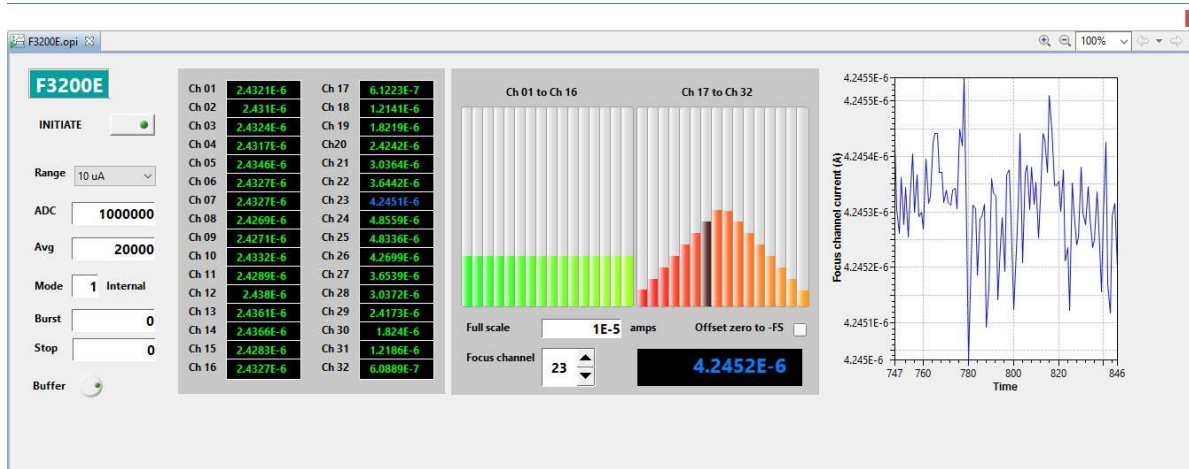 F3200E.opi
100%
F3200E
INITIATE
Range 10 uA
ADC 1000000
Avg 20000
Mode 1 Internal
Burst 0
Stop 0
Buffer
Ch 01 2.4321E-6 Ch 17 6.1223E-7
Ch 02 2.431E-6 Ch 18 1.2141E-6
Ch 03 2.4324E-6 Ch 19 1.8219E-6
Ch 04 2.4317E-6 Ch20 2.4242E-6
Ch 05 2.4346E-6 Ch 21 3.0364E-6
Ch 06 2.4327E-6 Ch 22 3.6442E-6
Ch 07 2.4327E-6 Ch 23 4.2451E-6
Ch 08 2.4269E-6 Ch 24 4.8559E-6
Ch 09 2.4271E-6 Ch 25 4.8336E-6
Ch 10 2.4332E-6 Ch 26 4.2699E-6
Ch 11 2.4289E-6 Ch 27 3.6539E-6
Ch 12 2.438E-6 Ch 28 3.0372E-6
Ch 13 2.4361E-6 Ch 29 2.4173E-6
Ch 14 2.4366E-6 Ch 30 1.824E-6
Ch 15 2.4283E-6 Ch 31 1.2186E-6
Ch 16 2.4327E-6 Ch 32 6.0889E-7
Ch 01 to Ch 16 Ch 17 to Ch 32
Full scale 1E-5 amps Offset zero to -FS
Focus channel 23 4.2452E-6
Focus channel current (A)
4.2455E-6
4.2455E-6
4.2454E-6
4.2453E-6
4.2452E-6
4.2451E-6
4.245E-6
747 760 780 800 820 846
Time